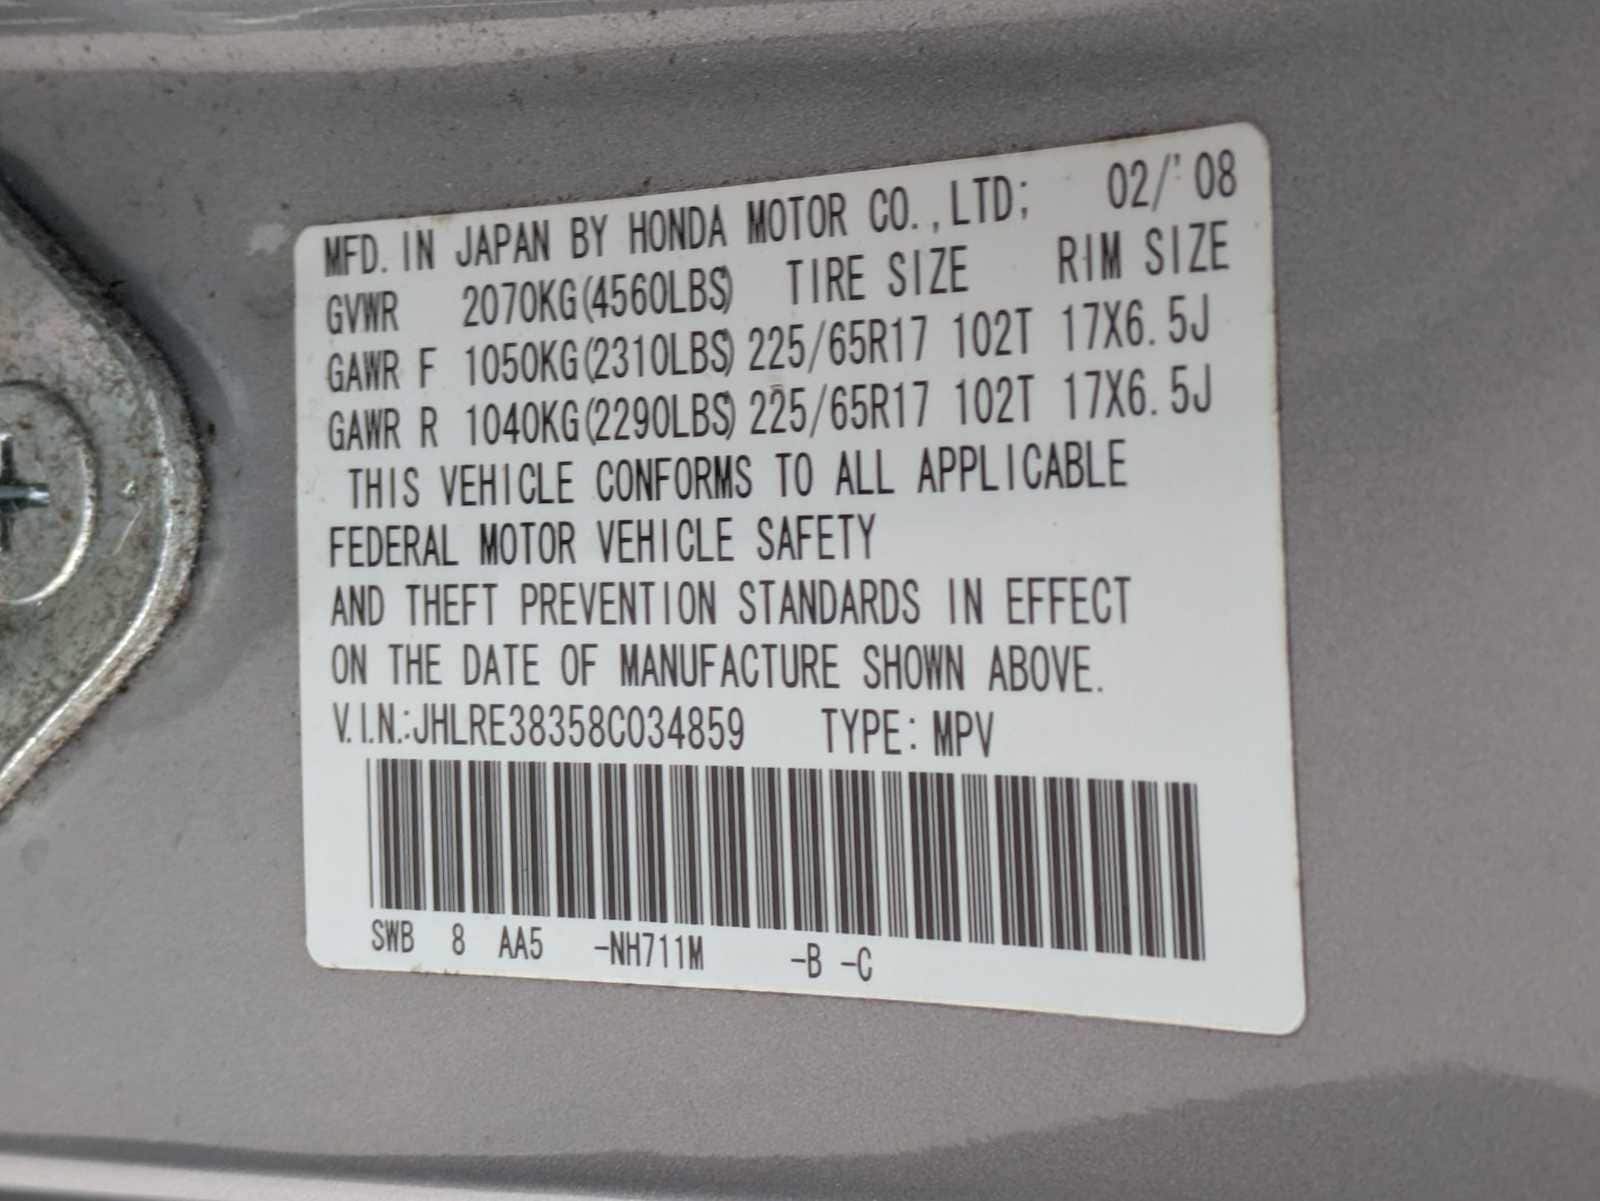 MFD. IN JAPAN BY HONDA MOTOR CO., LTD; 02/'08
GVWR 2070KG(4560LBS) TIRE SIZE RIM SIZE
GAWR F 1050KG(2310LBS) 225/65R17 102T 17X6.5J
GAWR R 1040KG(2290LBS) 225/65R17 102T 17X6.5J
THIS VEHICLE CONFORMS TO ALL APPLICABLE
FEDERAL MOTOR VEHICLE SAFETY
AND THEFT PREVENTION STANDARDS IN EFFECT
ON THE DATE OF MANUFACTURE SHOWN ABOVE.
V.I.N.:JHLRE38358C034859 TYPE: MPV
SWB 8 AA5 -NH711M -B -C